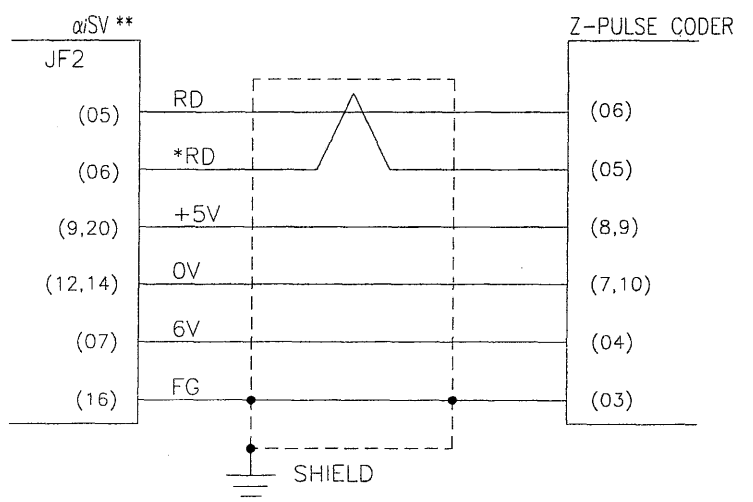 αiSV ** Z-PULSE CODER
JF2
(05) RD (06)
(06) *RD (05)
(9,20) +5V (8,9)
(12,14) 0V (7,10)
(07) 6V (04)
(16) FG (03)
SHIELD